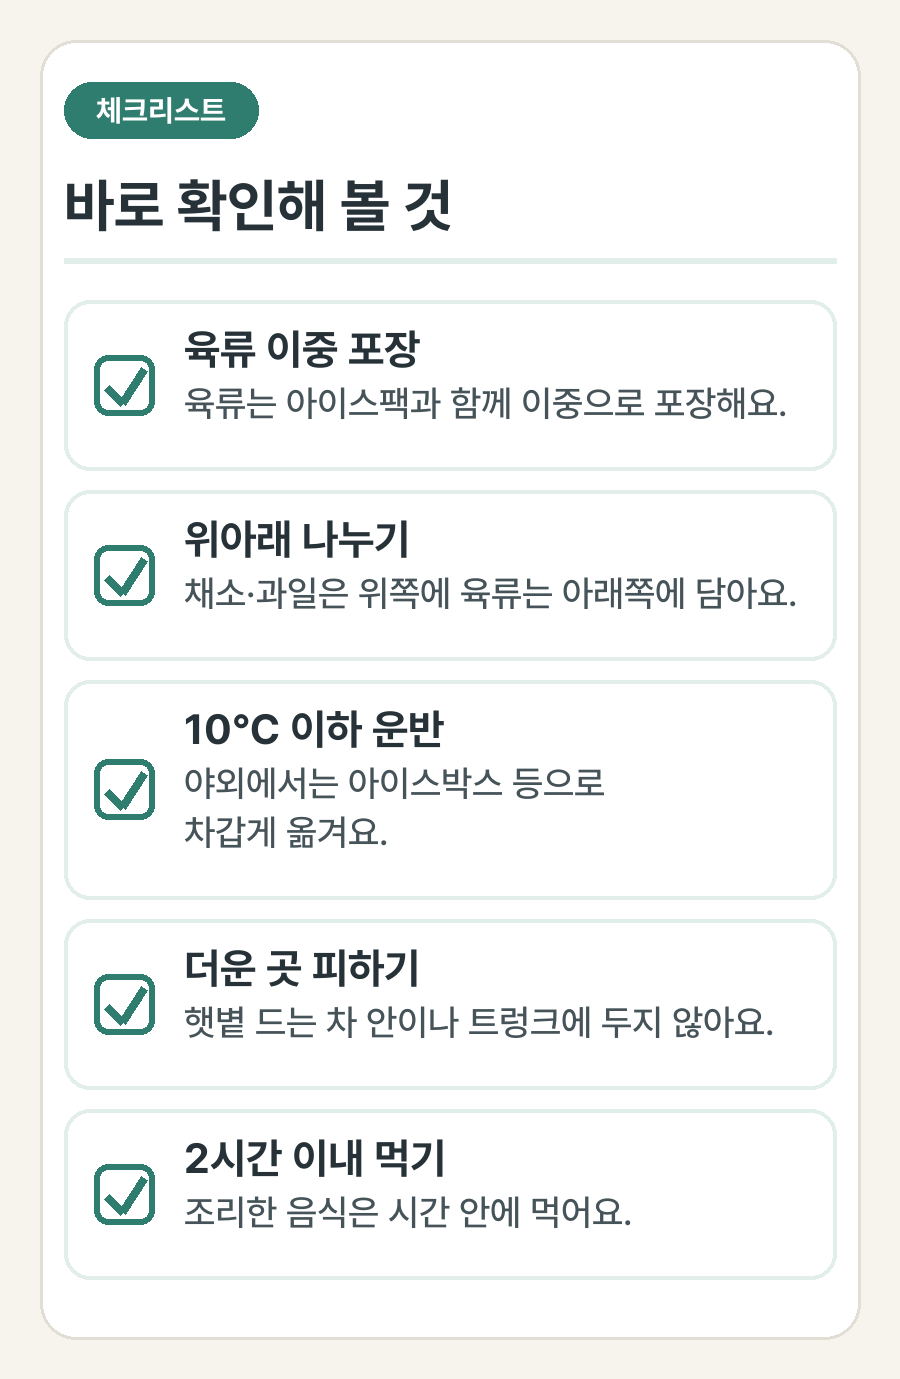 체크리스트
바로 확인해 볼 것
육류 이중 포장
육류는 아이스팩과 함께 이중으로 포장해요.
위아래 나누기
채소·과일은 위쪽에 육류는 아래쪽에 담아요.
10°C 이하 운반
야외에서는 아이스박스 등으로
차갑게 옮겨요.
더운 곳 피하기
햇볕 드는 차 안이나 트렁크에 두지 않아요.
2시간 이내 먹기
조리한 음식은 시간 안에 먹어요.